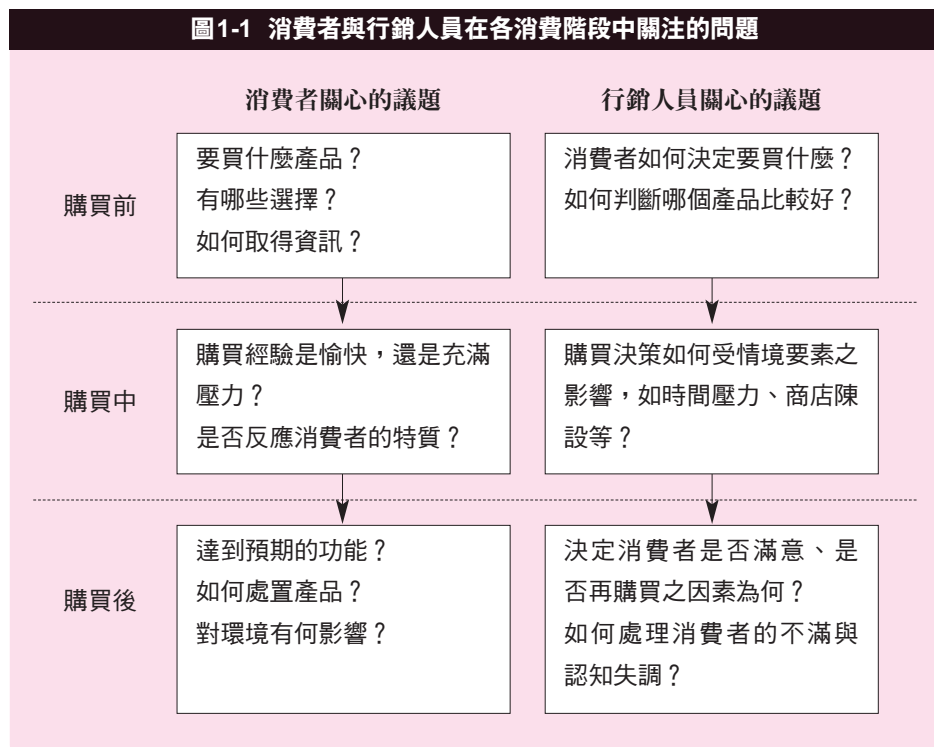 圖1-1 消費者與行銷人員在各消費階段中關注的問題
消費者關心的議題
行銷人員關心的議題
購買前
要買什麼產品？
有哪些選擇？
如何取得資訊？
消費者如何決定要買什麼？
如何判斷哪個產品比較好？
購買中
購買經驗是愉快，還是充滿
壓力？
是否反應消費者的特質？
購買決策如何受情境要素之
影響，如時間壓力、商店陳
設等？
購買後
達到預期的功能？
如何處置產品？
對環境有何影響？
決定消費者是否滿意、是
否再購買之因素為何？
如何處理消費者的不滿與
認知失調？